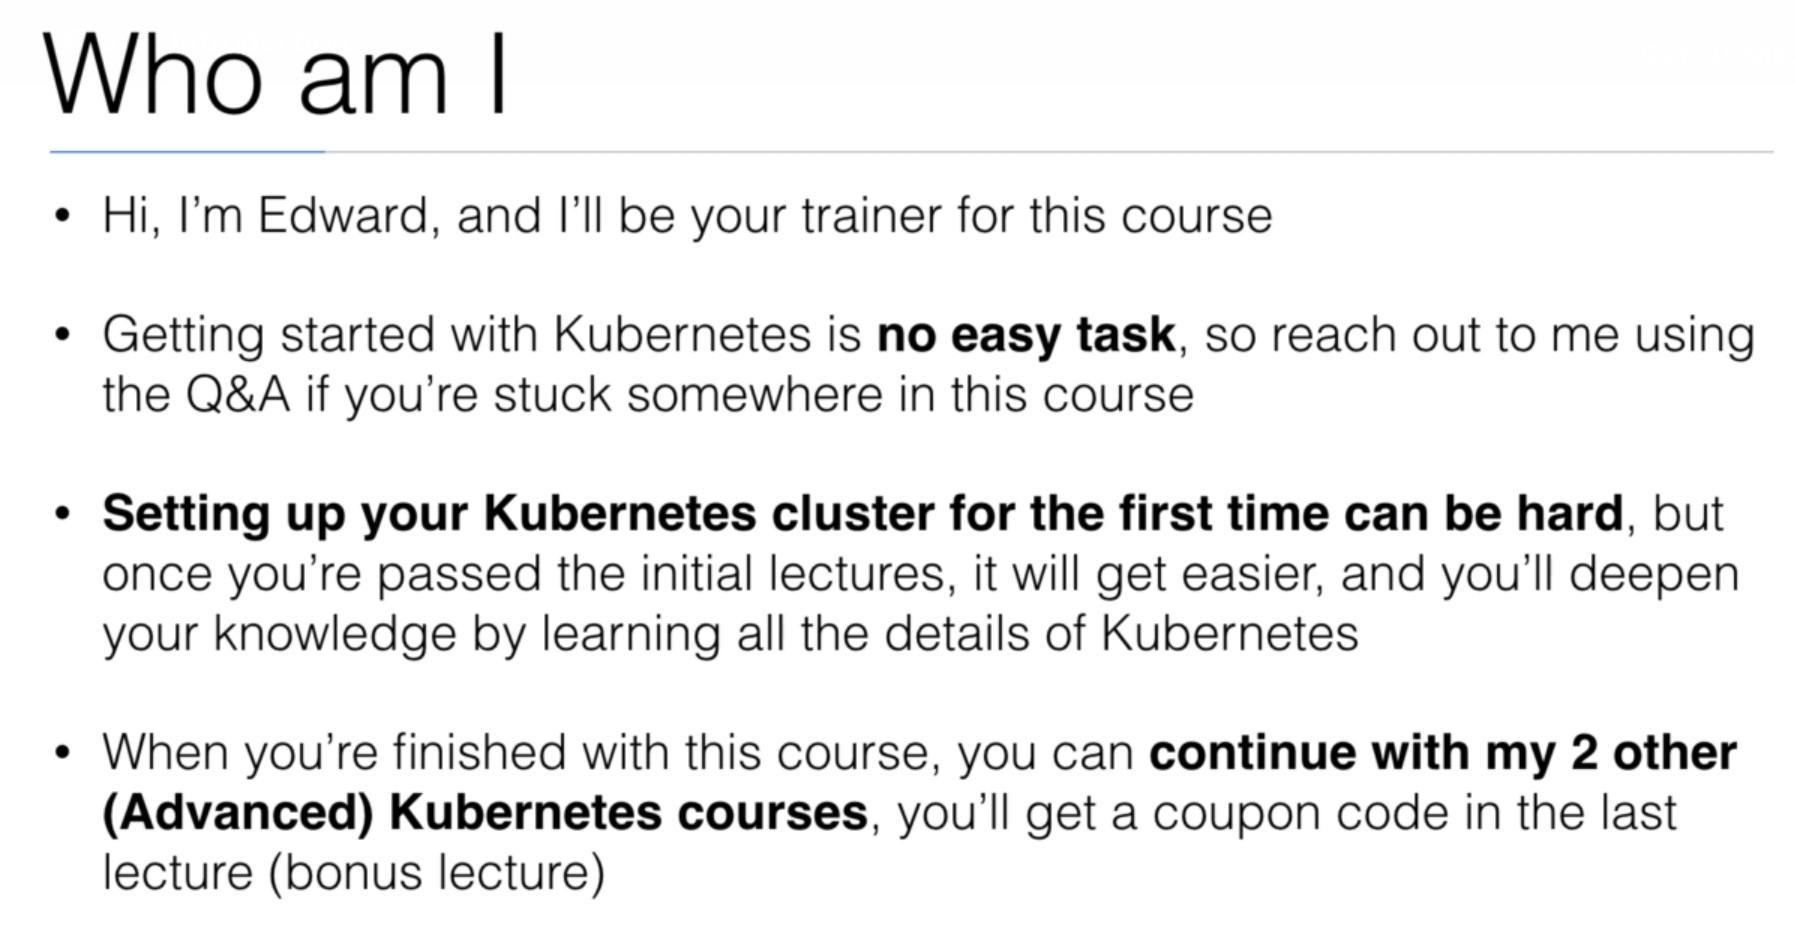 Who am I
• Hi, I’m Edward, and I’ll be your trainer for this course
• Getting started with Kubernetes is no easy task, so reach out to me using
the Q&A if you’re stuck somewhere in this course
• Setting up your Kubernetes cluster for the first time can be hard, but
once you’re passed the initial lectures, it will get easier, and you’ll deepen
your knowledge by learning all the details of Kubernetes
• When you’re finished with this course, you can continue with my 2 other
(Advanced) Kubernetes courses, you’ll get a coupon code in the last
lecture (bonus lecture)